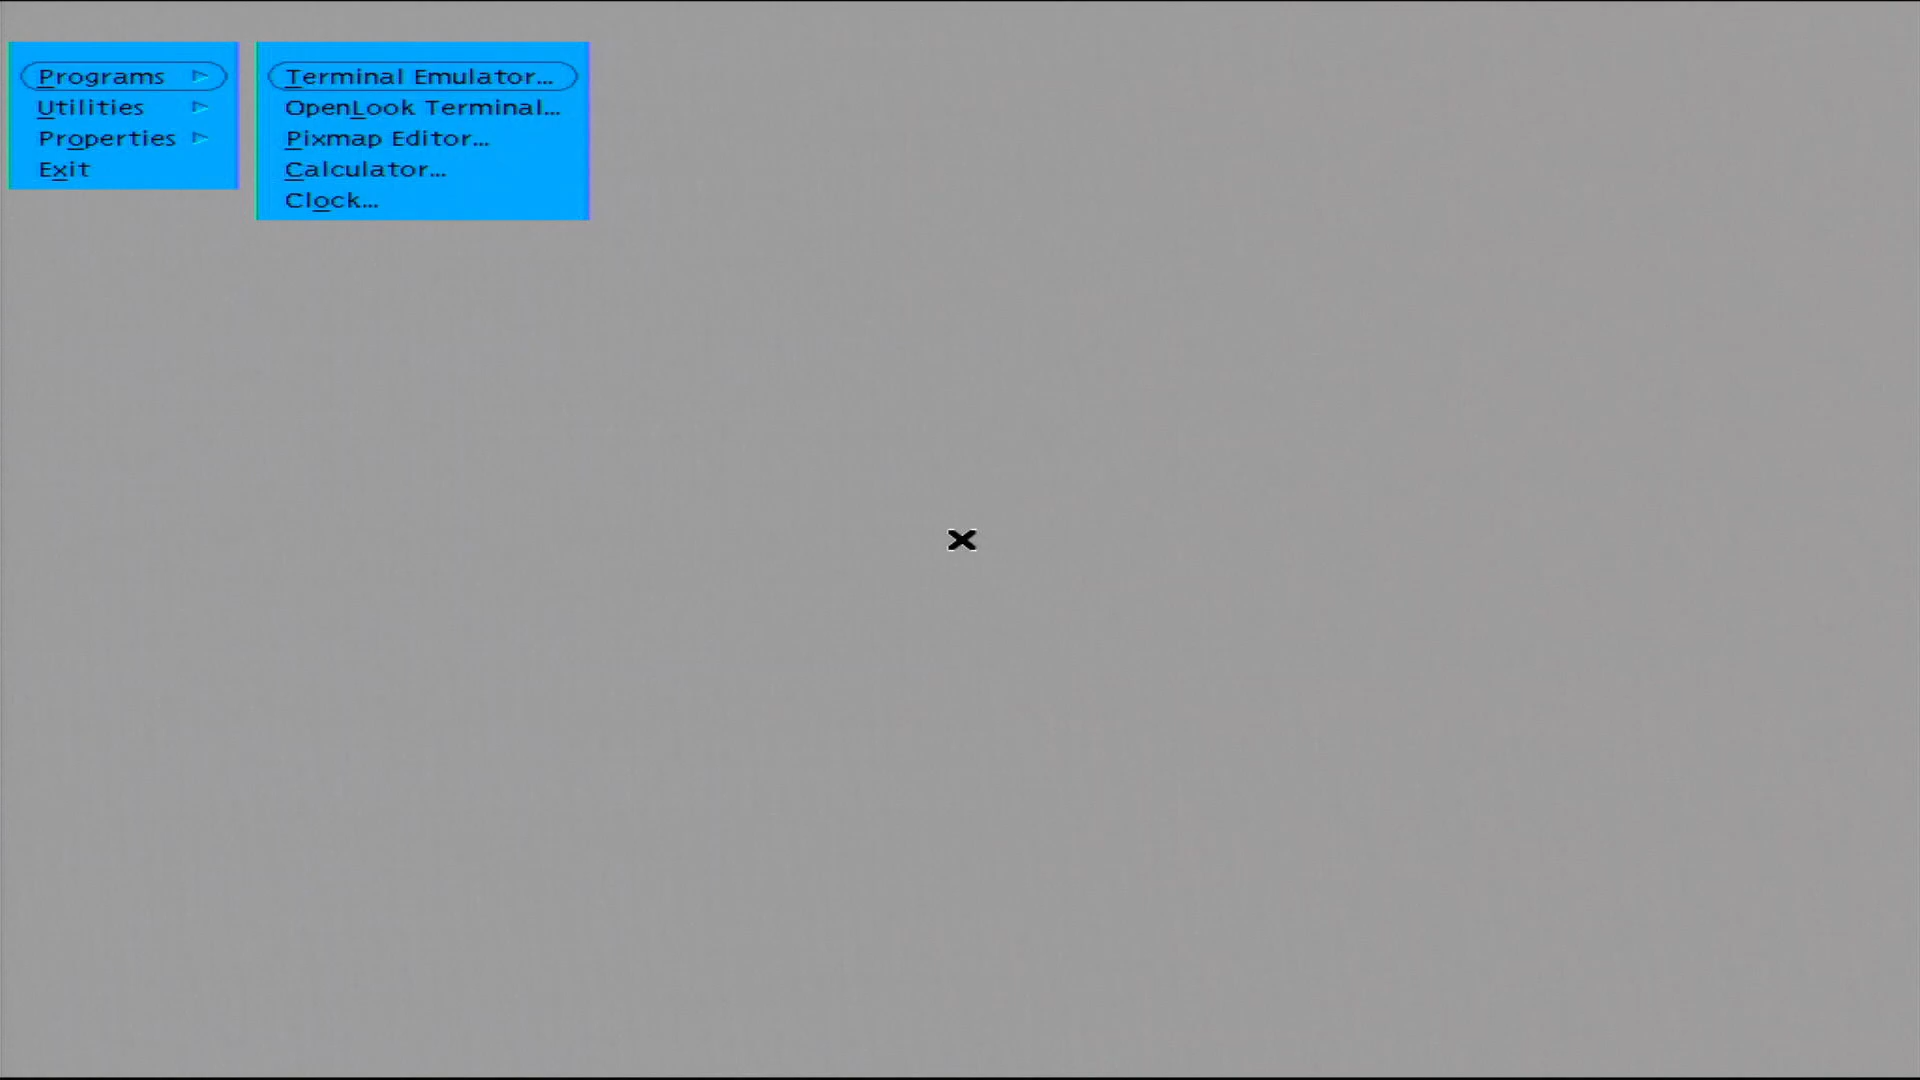 Programs
Utilities
Properties
Exit
Terminal Emulator...
OpenLook Terminal...
Pixmap Editor...
Calculator...
Clock...